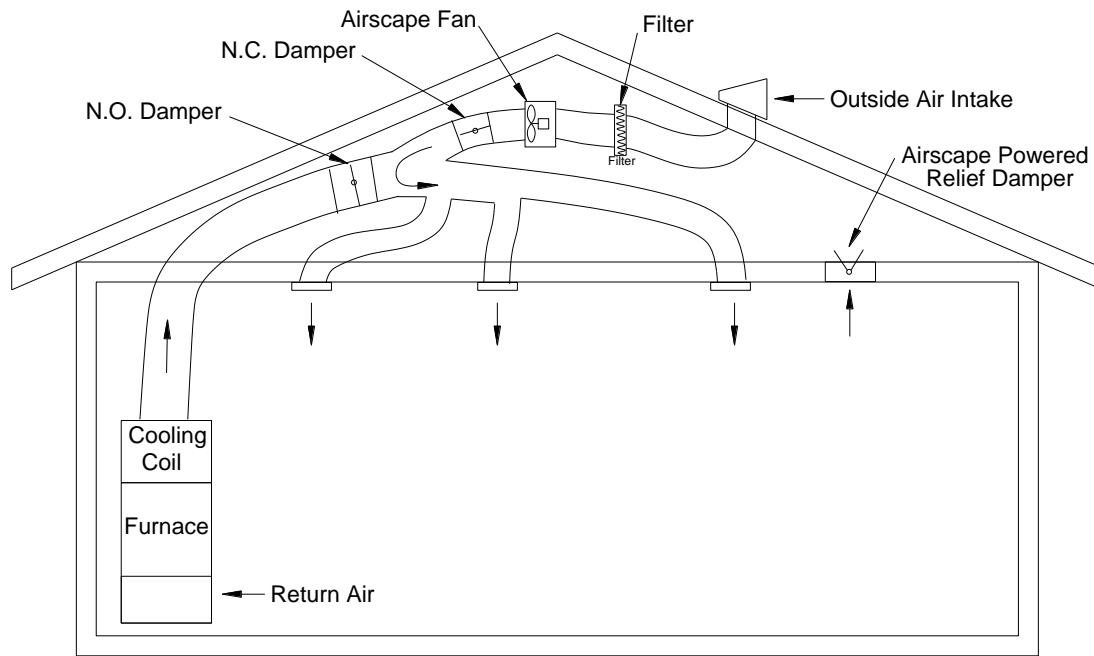 Airscape Fan
Filter
N.C. Damper
N.O. Damper
Outside Air Intake
Filter
Airscape Powered
Relief Damper
Cooling
Coil
Furnace
Return Air